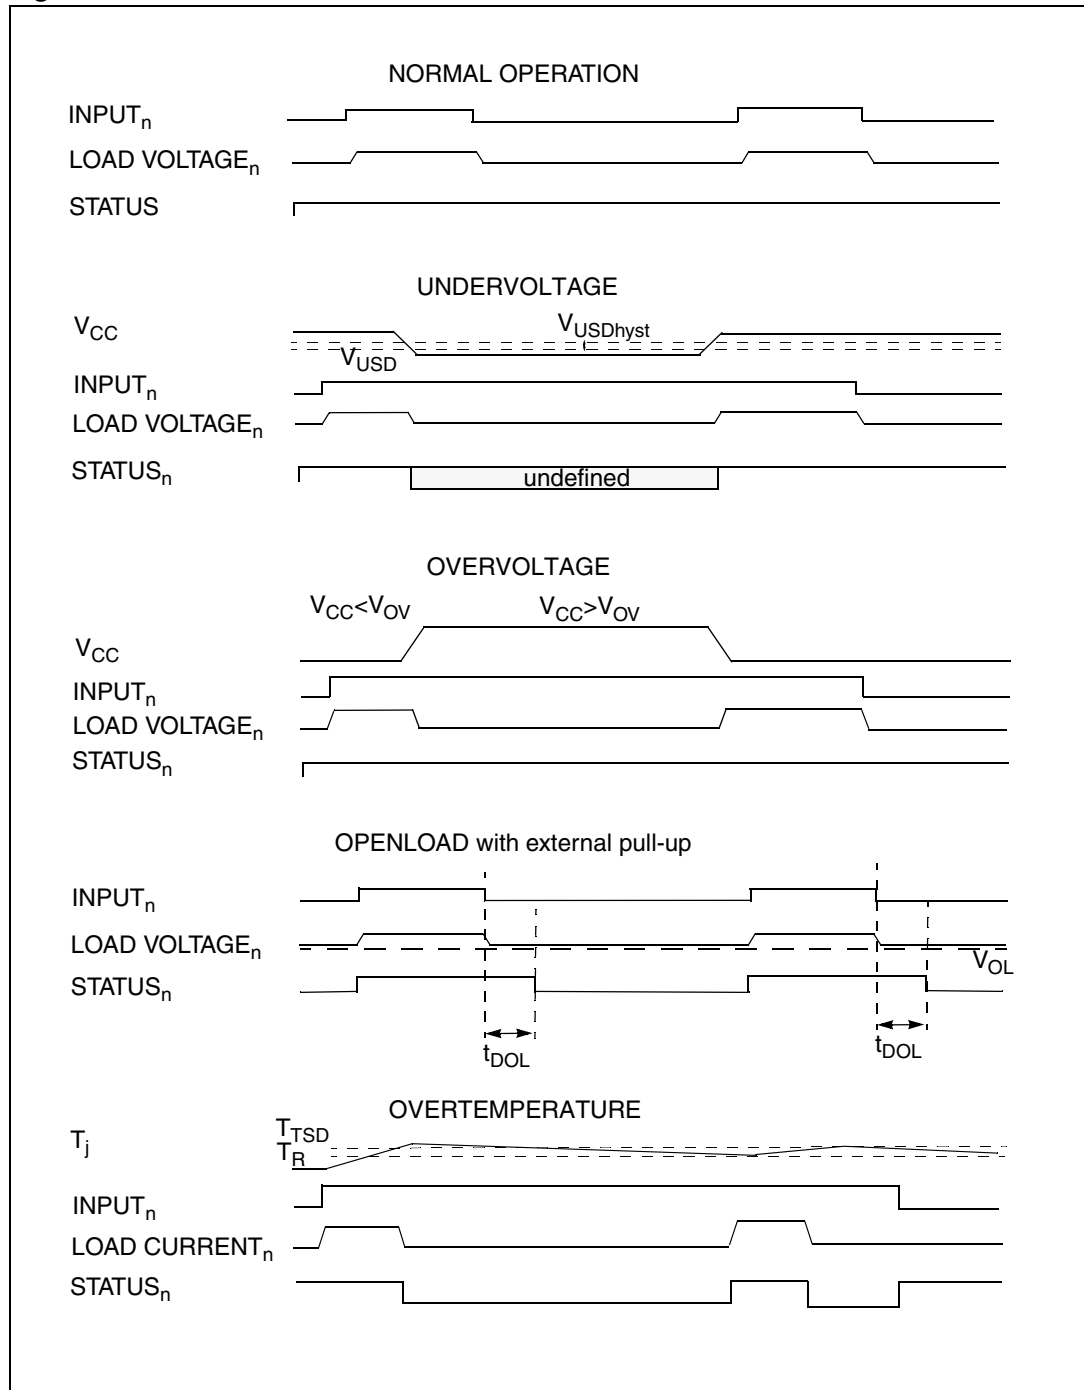 NORMAL OPERATION
INPUTn
LOAD VOLTAGEn
STATUS
UNDERVOLTAGE
VCC
VUSDhyst
VUSD
INPUTn
LOAD VOLTAGEn
STATUSn
undefined
OVERVOLTAGE
VCC<VOV
VCC>VOV
VCC
INPUTn
LOAD VOLTAGEn
STATUSn
OPENLOAD with external pull-up
INPUTn
LOAD VOLTAGEn
VOL
STATUSn
tDOL
tDOL
OVERTEMPERATURE
Tj
TTSD
TR
INPUTn
LOAD CURRENTn
STATUSn